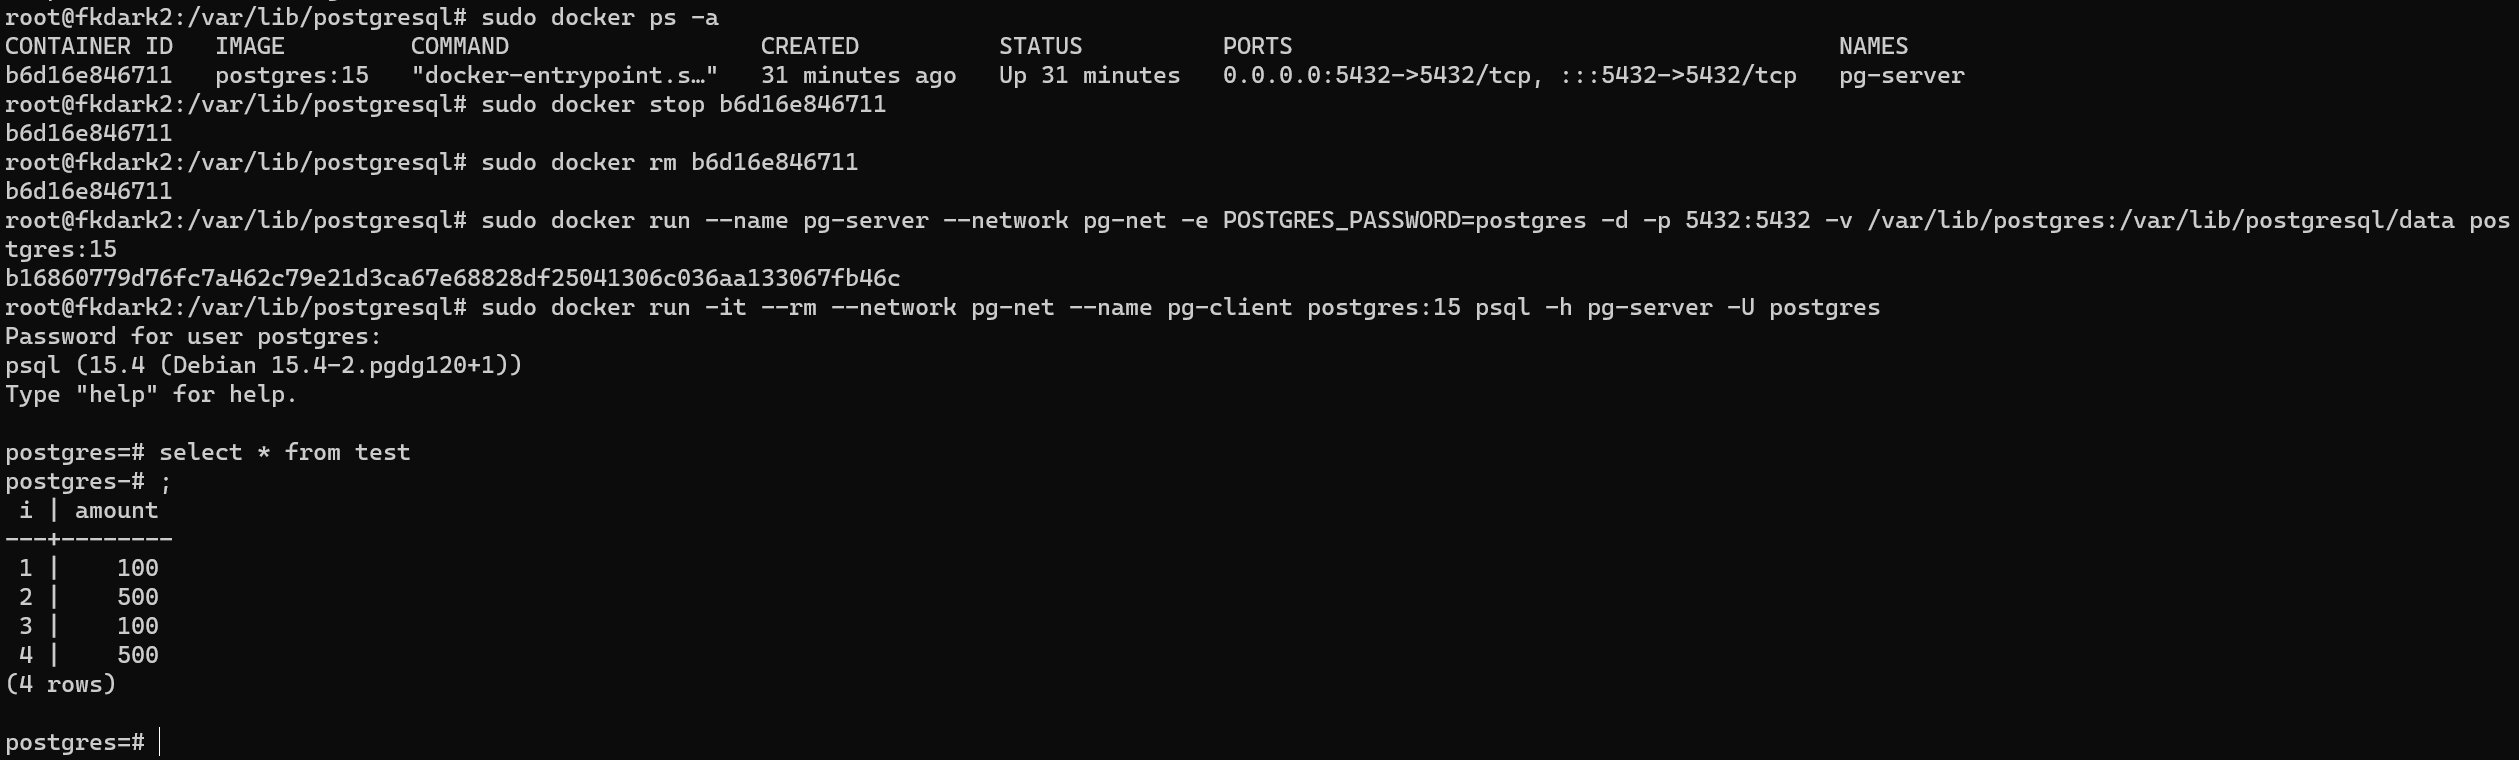 root@fkdark2:/var/lib/postgresql# sudo docker ps -a
CONTAINER ID   IMAGE         COMMAND                  CREATED          STATUS          PORTS                                       NAMES
b6d16e846711   postgres:15   "docker-entrypoint.s…"   31 minutes ago   Up 31 minutes   0.0.0.0:5432->5432/tcp, :::5432->5432/tcp   pg-server
root@fkdark2:/var/lib/postgresql# sudo docker stop b6d16e846711
b6d16e846711
root@fkdark2:/var/lib/postgresql# sudo docker rm b6d16e846711
b6d16e846711
root@fkdark2:/var/lib/postgresql# sudo docker run --name pg-server --network pg-net -e POSTGRES_PASSWORD=postgres -d -p 5432:5432 -v /var/lib/postgres:/var/lib/postgresql/data pos
tgres:15
b16860779d76fc7a462c79e21d3ca67e68828df25041306c036aa133067fb46c
root@fkdark2:/var/lib/postgresql# sudo docker run -it --rm --network pg-net --name pg-client postgres:15 psql -h pg-server -U postgres
Password for user postgres:
psql (15.4 (Debian 15.4-2.pgdg120+1))
Type "help" for help.
postgres=# select * from test
postgres-# ;
 i | amount
---+--------
 1 |    100
 2 |    500
 3 |    100
 4 |    500
(4 rows)
postgres=#